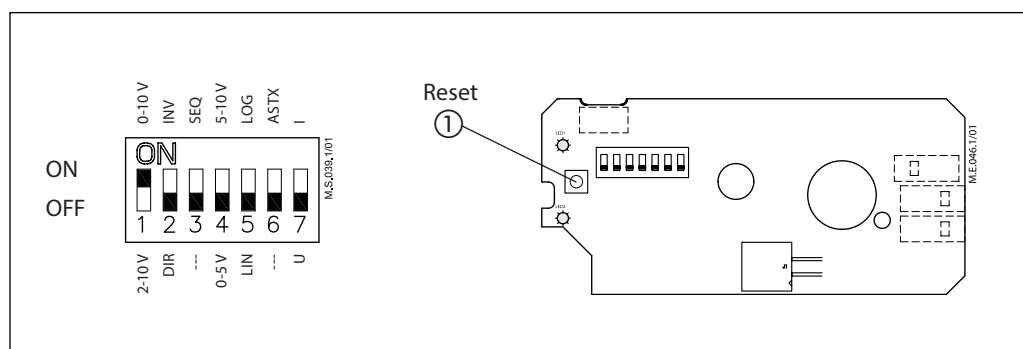 0-10 V
INV
SEQ
5-10 V
LOG
ASTX
I
ON
ON
OFF
1 2 3 4 5 6 7
2-10 V
DIR
---
0-5 V
LIN
---
U
M.S.039.1/01
Reset
1
LED1
LED2
J1
M.E.046.1/01